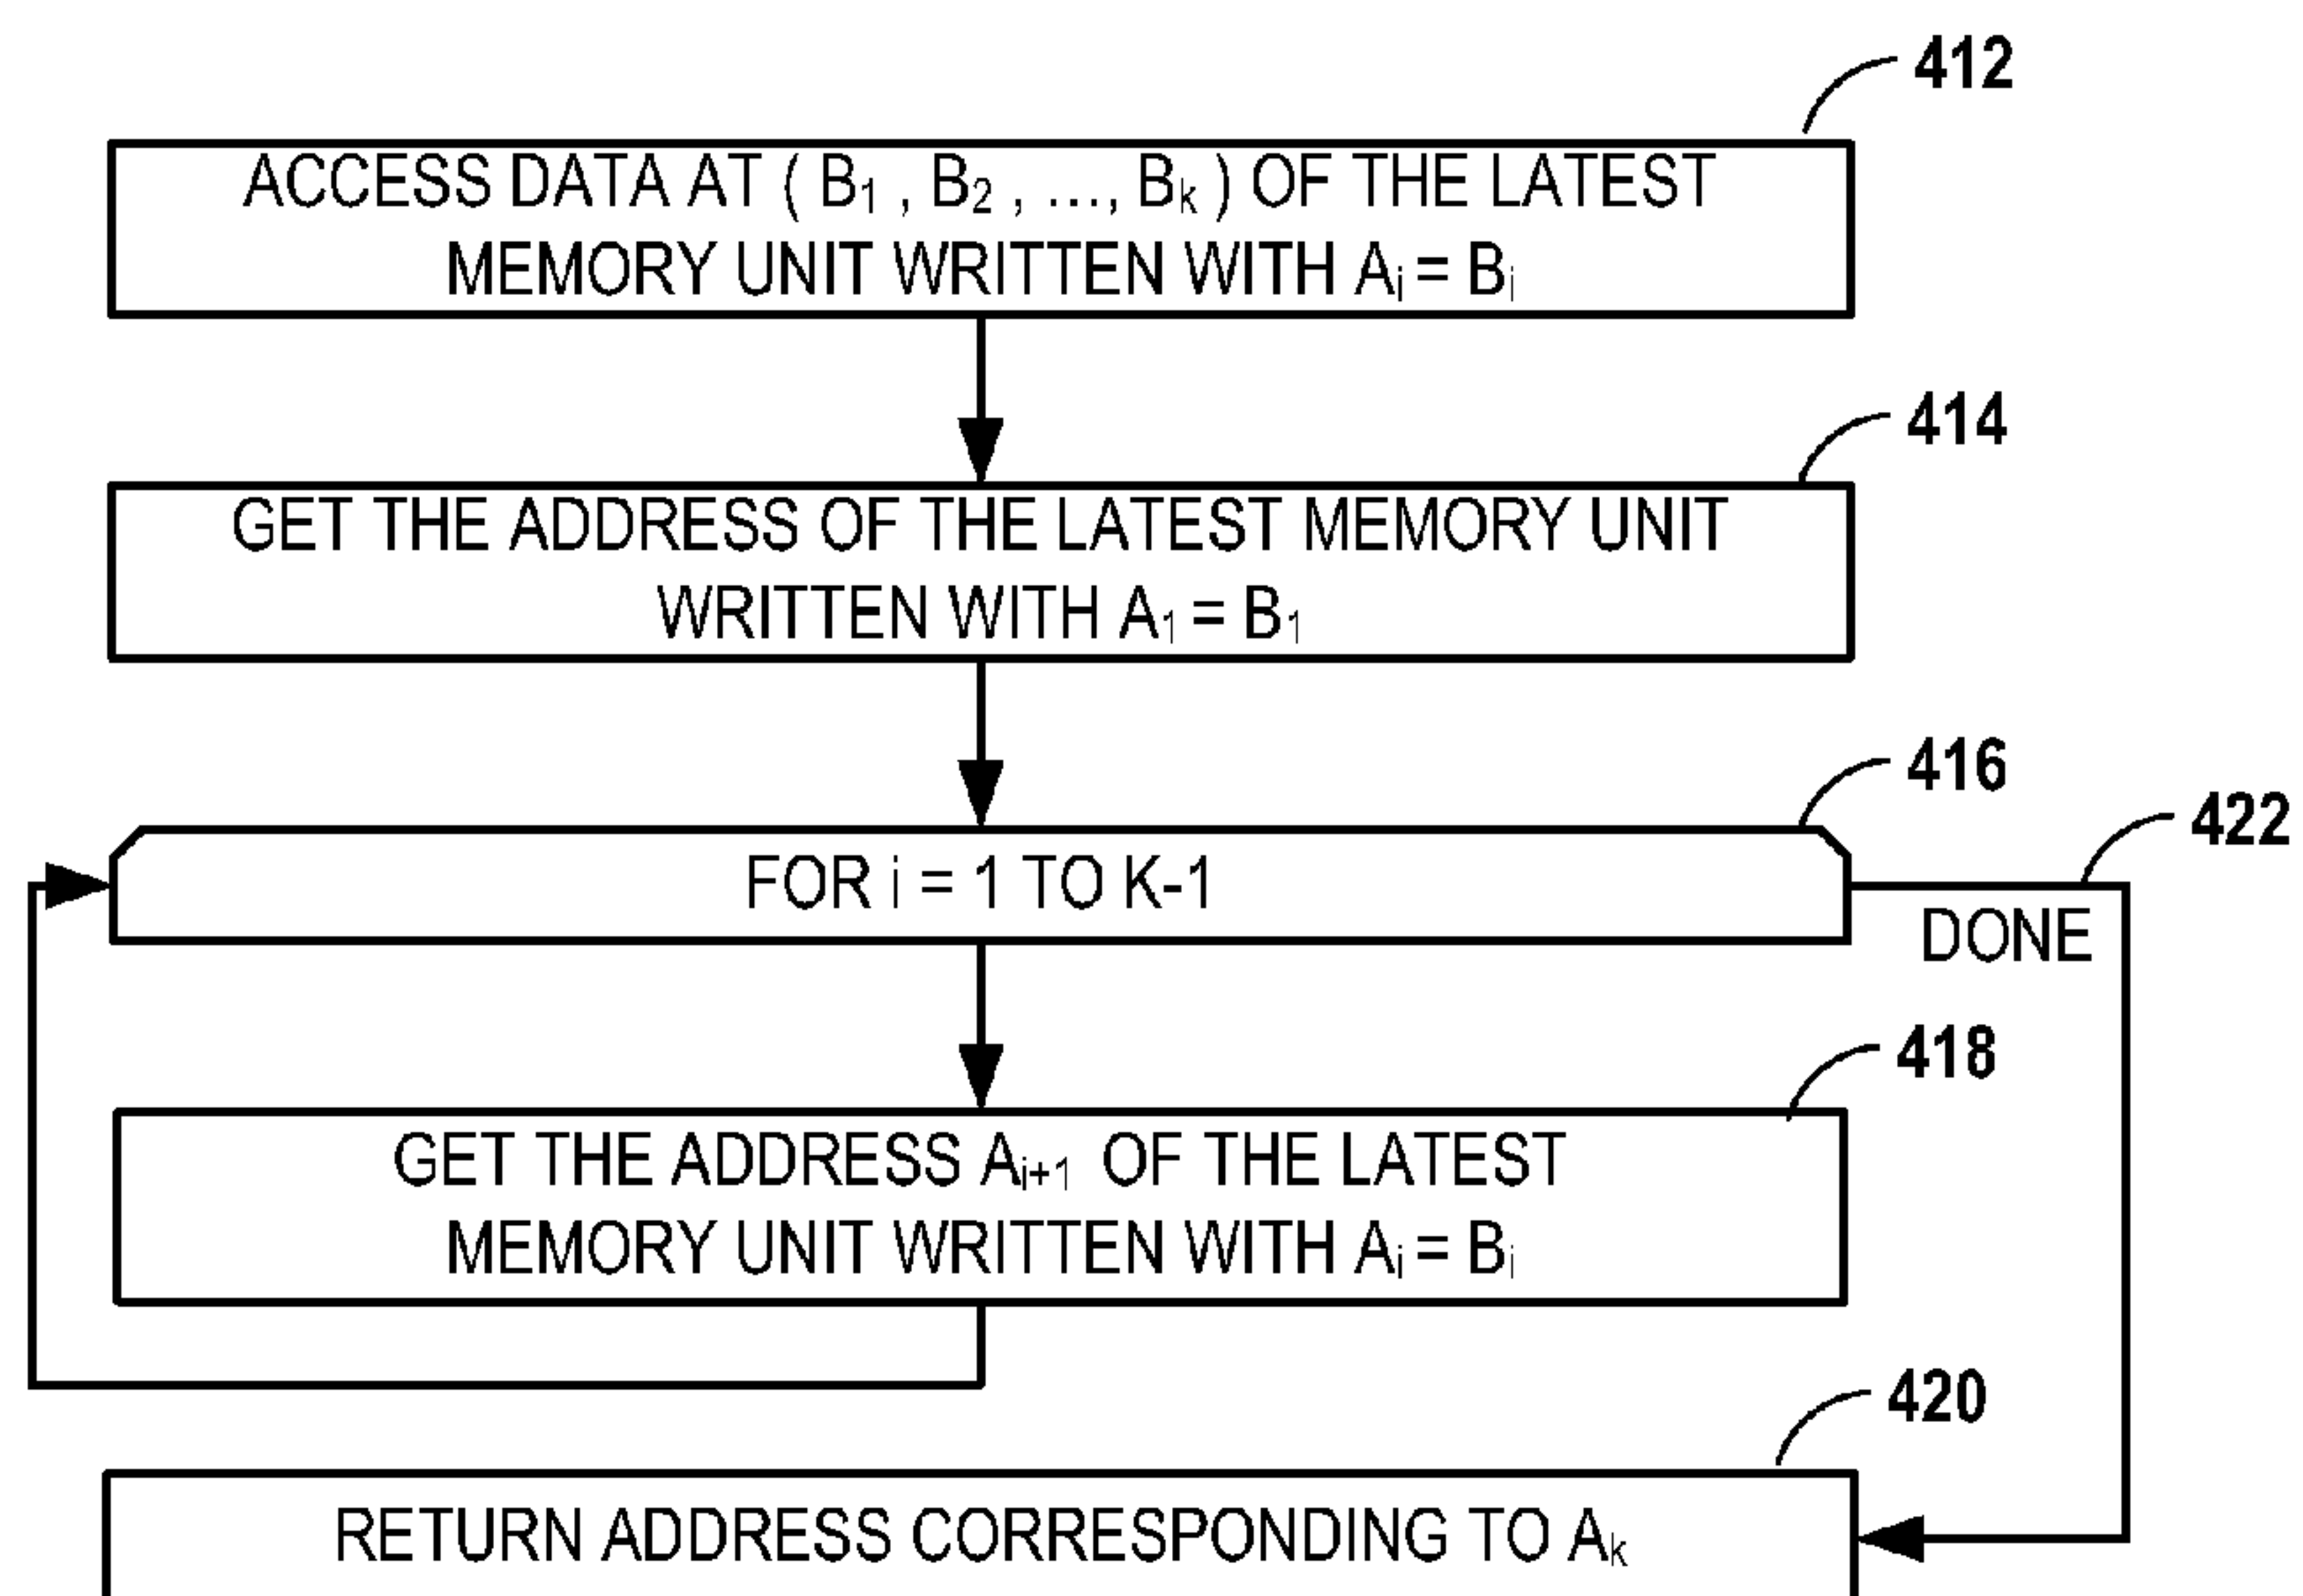 412
ACCESS DATA AT ( B₁ , B₂ , ..., Bₖ ) OF THE LATEST
MEMORY UNIT WRITTEN WITH Aᵢ = Bᵢ
414
GET THE ADDRESS OF THE LATEST MEMORY UNIT
WRITTEN WITH A₁ = B₁
416
422
FOR i = 1 TO K-1
DONE
418
GET THE ADDRESS Aᵢ₊₁ OF THE LATEST
MEMORY UNIT WRITTEN WITH Aᵢ = Bᵢ
420
RETURN ADDRESS CORRESPONDING TO Aₖ